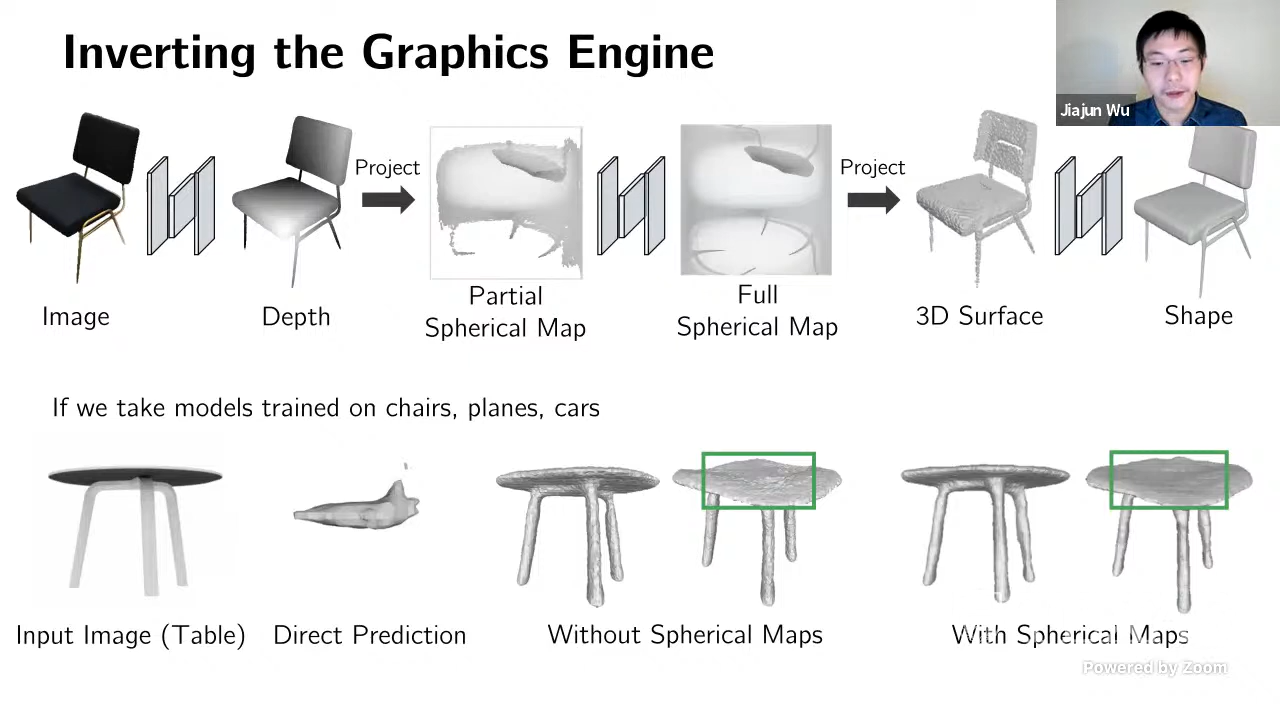 Inverting the Graphics Engine
Jiajun Wu
Project
Project
Image
Depth
Partial
Spherical Map
Full
Spherical Map
3D Surface
Shape
If we take models trained on chairs, planes, cars
Input Image (Table)
Direct Prediction
Without Spherical Maps
With Spherical Maps
Powered by Zoom